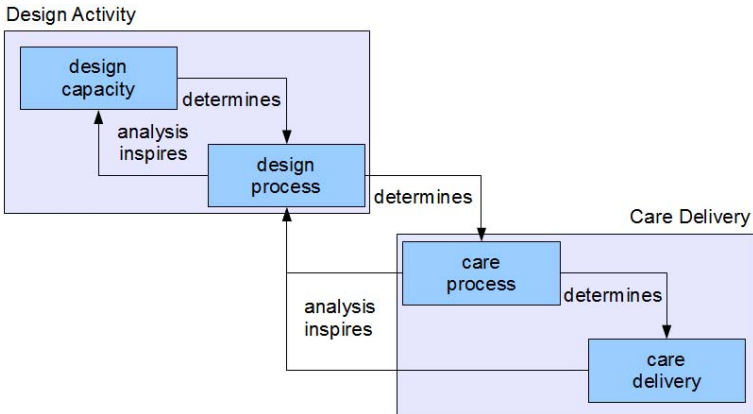 Design Activity
design
capacity
determines
analysis
inspires
design
process
determines
Care Delivery
care
process
determines
analysis
inspires
care
delivery